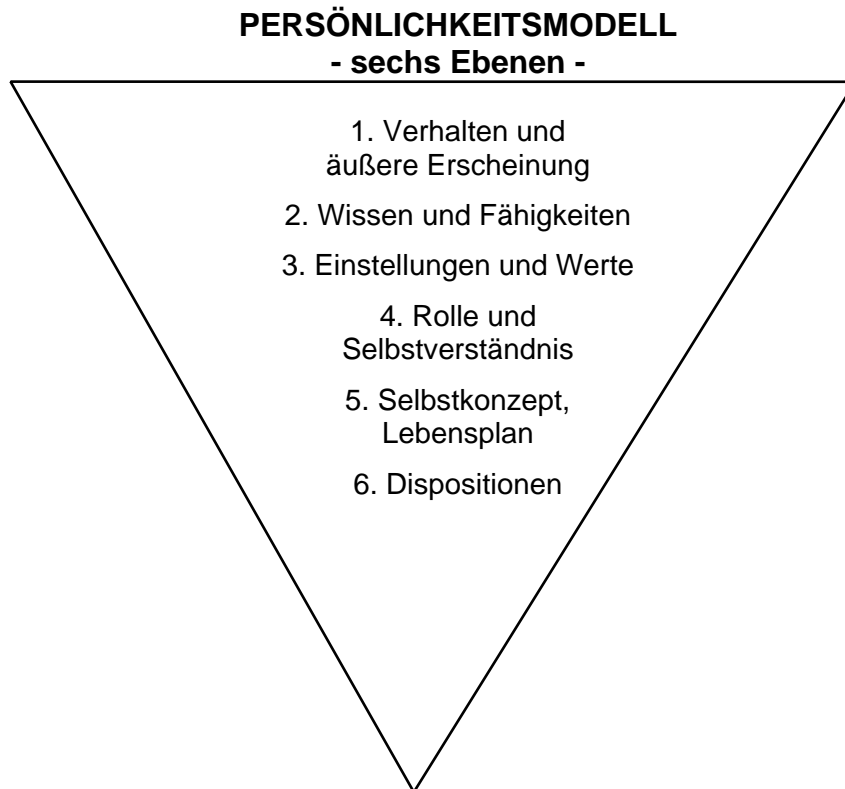 PERSÖNLICHKEITSMODELL
- sechs Ebenen -
1. Verhalten und
äußere Erscheinung
2. Wissen und Fähigkeiten
3. Einstellungen und Werte
4. Rolle und
Selbstverständnis
5. Selbstkonzept,
Lebensplan
6. Dispositionen